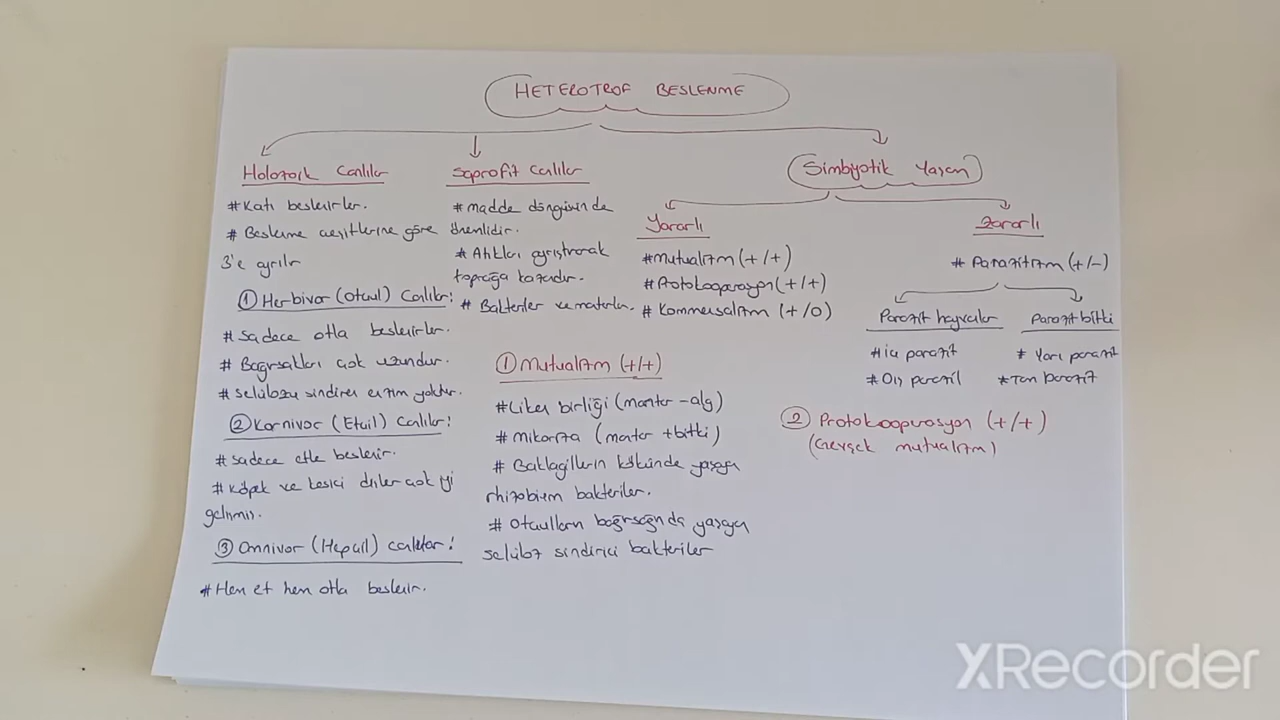 HETEROTROF BESLENME
Holozoik Canlılar
#Katı beslenirler.
# Beslenme çeşitlerine göre
3'e ayrılır
① Herbivor (otçul) Canlılar:
#sadece otla beslenirler.
# Bağırsakları çok uzundur.
#selülozu sindiren enzim yoktur.
② Karnivor (Etçil) Canlılar:
#sadece etle beslenir.
# köpek ve kesici dişler çok iyi
gelişmiş.
③ Omnivor (Hepçil) canlılar:
#Hem et hem otla beslenir.
Saprofit Canlılar
#madde döngüsünde
önemlidir.
#Atıkları ayrıştırarak
toprağa kazandır.
# Bakteriler ve mantarlar.
Simbiyotik Yaşam
Yararlı
#Mutualizm (+/+)
#Protokooperasyon (+/+)
# Kommensalizm (+/0)
Zararlı
# Parazitizm (+/-)
Parazit hayvanlar
#iç parazit
#Dış parazit
Parazit bitki
# Yarı parazit
#Tam parazit
① Mutualizm (+/+)
#Liken birliği (mantar - alg)
#mikoriza (mantar + bitki)
# Baklagillerin kökünde yaşayan
rhizobium bakteriler.
# Otçulların bağırsağında yaşayan
selüloz sindirici bakteriler
② Protokooperasyon (+/+)
(Gevşek mutualizm)
XRecorder